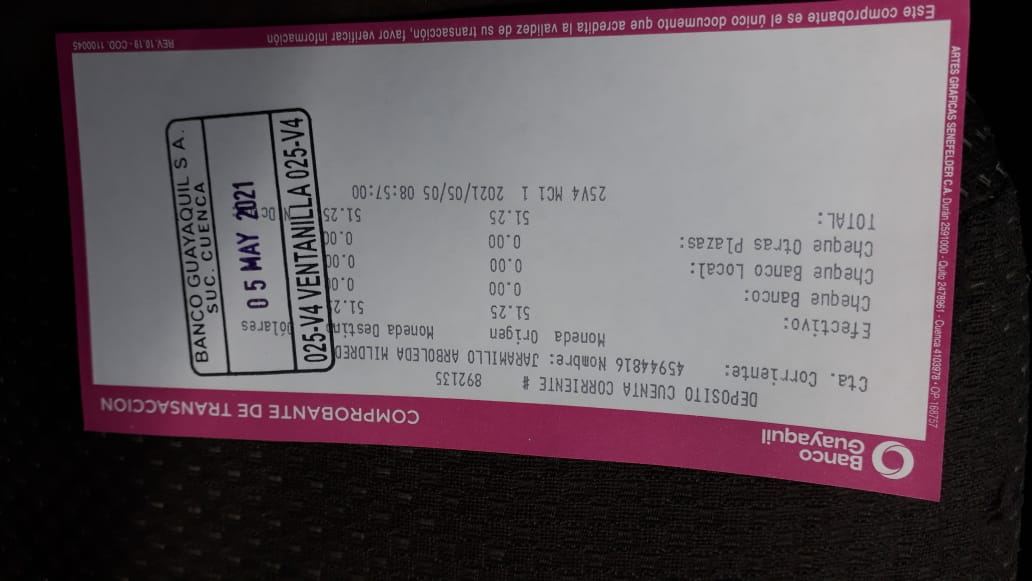 Banco
Guayaquil
COMPROBANTE DE TRANSACCION
DEPOSITO CUENTA CORRIENTE # 892135
Cta. Corriente: 45944816 Nombre: JARAMILLO ARBOLEDA MILDRED
Moneda Origen Moneda Destino Dólares
Efectivo: 51.25 51.25
Cheque Banco: 0.00 0.00
Cheque Banco Local: 0.00 0.00
Cheque Otras Plazas: 0.00 0.00
TOTAL: 51.25 51.25
25V4 MC1 1 2021/05/05 08:57:00
BANCO GUAYAQUIL S A.
SUC. CUENCA
05 MAY 2021
025-V4 VENTANILLA 025-V4
Este comprobante es el único documento que acredita la validez de su transacción, favor verificar información
REV. 10.19 - COD. 1100045
ARTES GRAFICAS SENEFELDER C.A. Durán 2591000 - Quito 2478961 - Cuenca 4103978 - OP. 168757